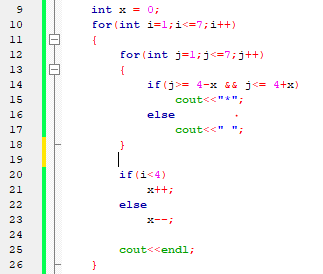 9 int x = 0;
10 for(int i=1;i<=7;i++)
11 {
12 for(int j=1;j<=7;j++)
13 {
14 if(j>= 4-x && j<= 4+x)
15 cout<<"*";
16 else
17 cout<<" ";
18 }
19
20 if(i<4)
21 x++;
22 else
23 x--;
24
25 cout<<endl;
26 }